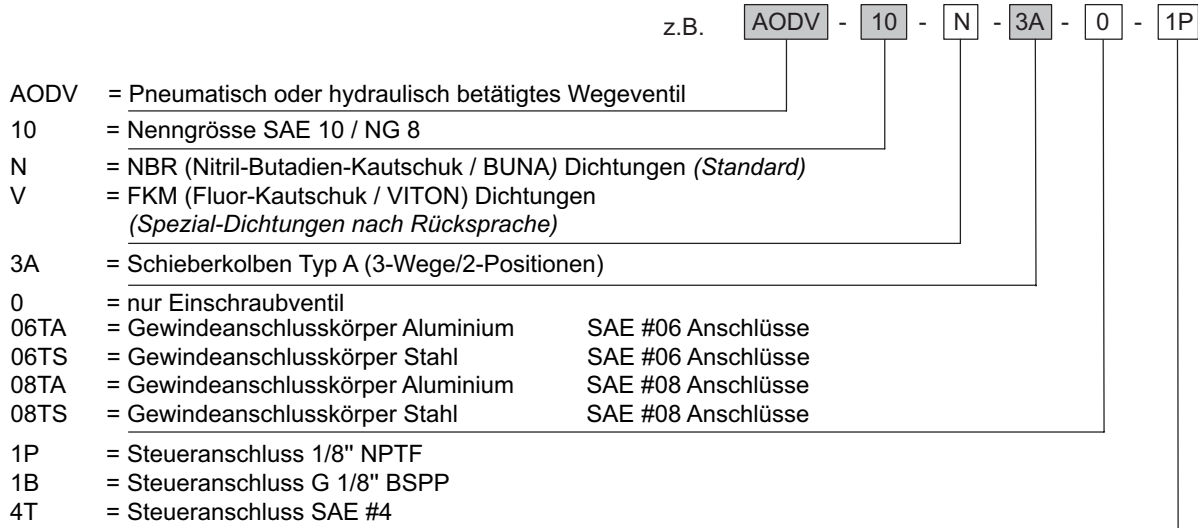 z.B. AODV - 10 - N - 3A - 0 - 1P
AODV = Pneumatisch oder hydraulisch betätigtes Wegeventil
10 = Nenngrösse SAE 10 / NG 8
N = NBR (Nitril-Butadien-Kautschuk / BUNA) Dichtungen (Standard)
V = FKM (Fluor-Kautschuk / VITON) Dichtungen
(Spezial-Dichtungen nach Rücksprache)
3A = Schieberkolben Typ A (3-Wege/2-Positionen)
0 = nur Einschraubventil
06TA = Gewindeanschlusskörper Aluminium SAE #06 Anschlüsse
06TS = Gewindeanschlusskörper Stahl SAE #06 Anschlüsse
08TA = Gewindeanschlusskörper Aluminium SAE #08 Anschlüsse
08TS = Gewindeanschlusskörper Stahl SAE #08 Anschlüsse
1P = Steueranschluss 1/8" NPTF
1B = Steueranschluss G 1/8" BSPP
4T = Steueranschluss SAE #4